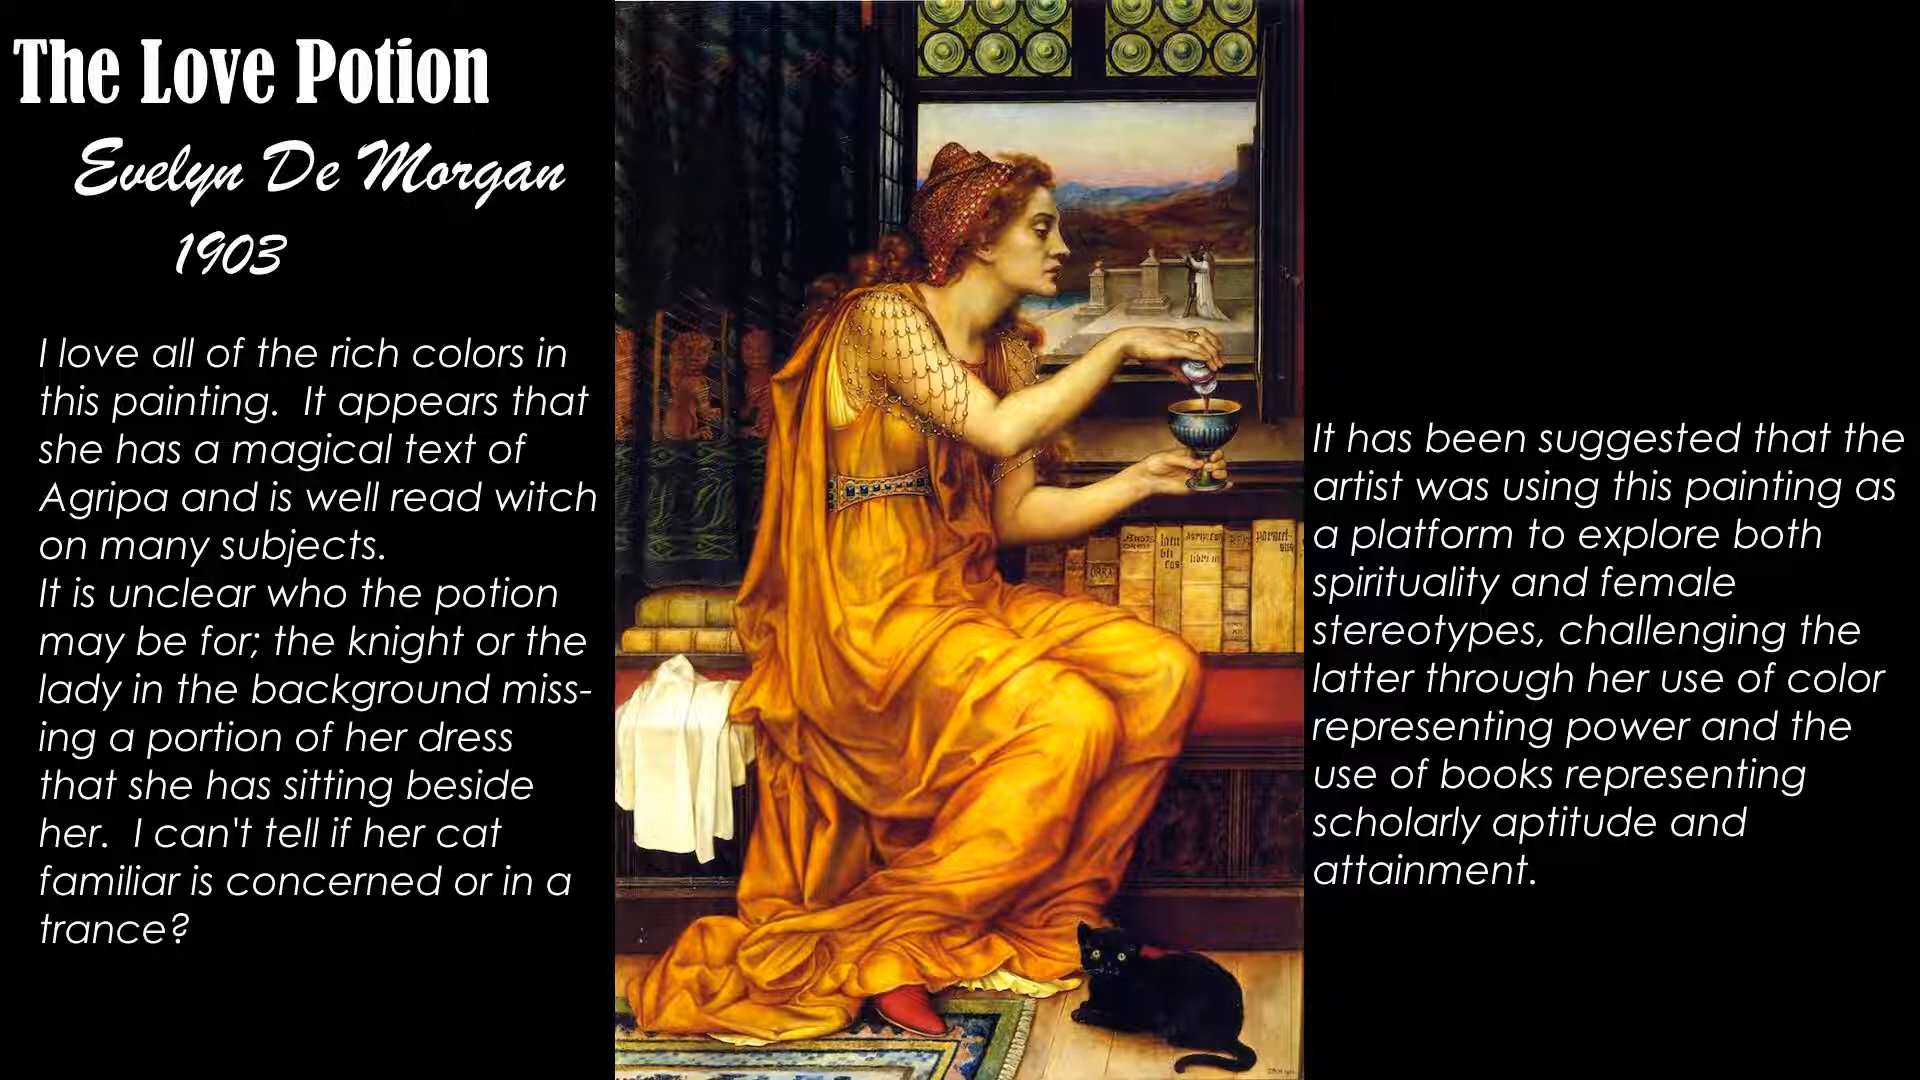 The Love Potion
Evelyn De Morgan
1903
I love all of the rich colors in
this painting.  It appears that
she has a magical text of
Agripa and is well read witch
on many subjects.
It is unclear who the potion
may be for; the knight or the
lady in the background miss-
ing a portion of her dress
that she has sitting beside
her.  I can't tell if her cat
familiar is concerned or in a
trance?
It has been suggested that the
artist was using this painting as
a platform to explore both
spirituality and female
stereotypes, challenging the
latter through her use of color
representing power and the
use of books representing
scholarly aptitude and
attainment.